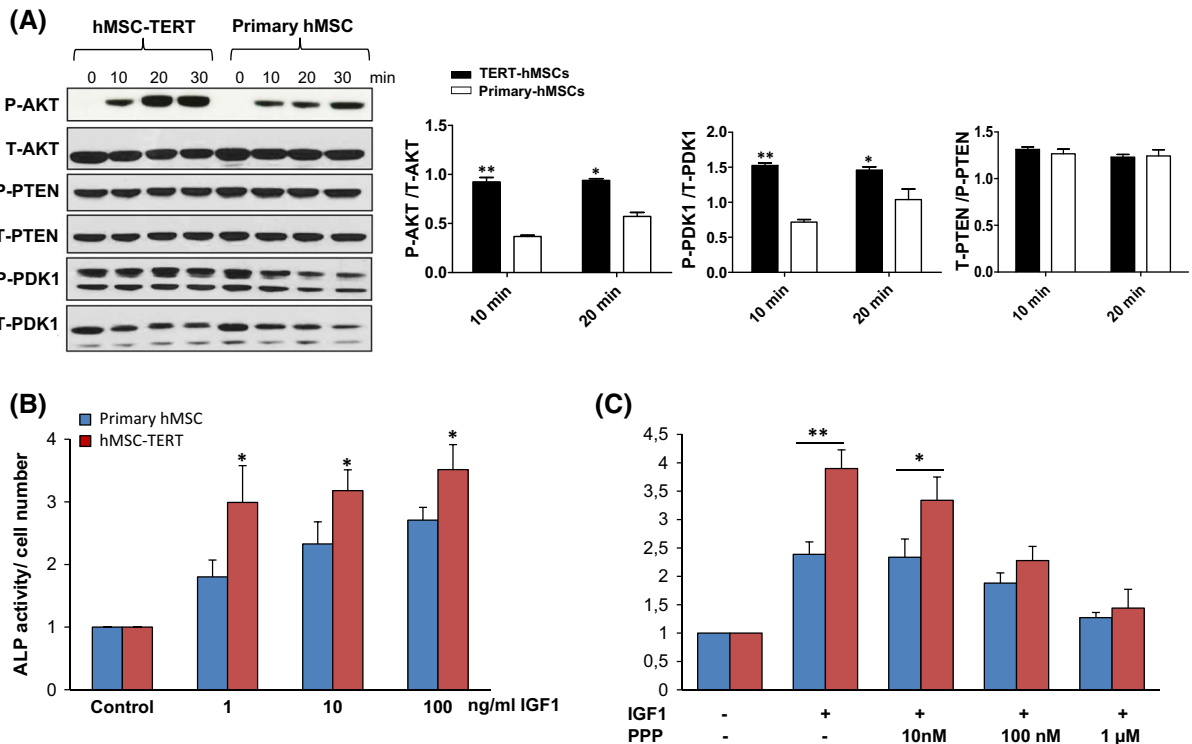 (A)
hMSC-TERT Primary hMSC
0 10 20 30 0 10 20 30 min
P-AKT
T-AKT
P-PTEN
T-PTEN
P-PDK1
T-PDK1
TERT-hMSCs
Primary-hMSCs
P-AKT /T-AKT
1.5
1.0
0.5
0.0
**
*
10 min
20 min
P-PDK1 /T-PDK1
2.0
1.5
1.0
0.5
0.0
**
*
10 min
20 min
T-PTEN /P-PTEN
1.5
1.0
0.5
0.0
10 min
20 min
(B)
Primary hMSC
hMSC-TERT
ALP activity/ cell number
4
3
2
1
0
*
*
*
Control 1 10 100 ng/ml IGF1
(C)
4,5
4
3,5
3
2,5
2
1,5
1
0,5
0
**
*
IGF1 - + + + +
PPP - - 10nM 100 nM 1 µM